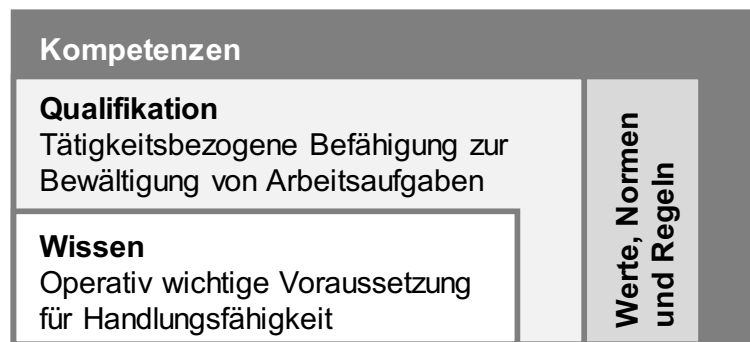 Kompetenzen
Qualifikation
Tätigkeitsbezogene Befähigung zur
Bewältigung von Arbeitsaufgaben
Wissen
Operativ wichtige Voraussetzung
für Handlungsfähigkeit
Werte, Normen
und Regeln